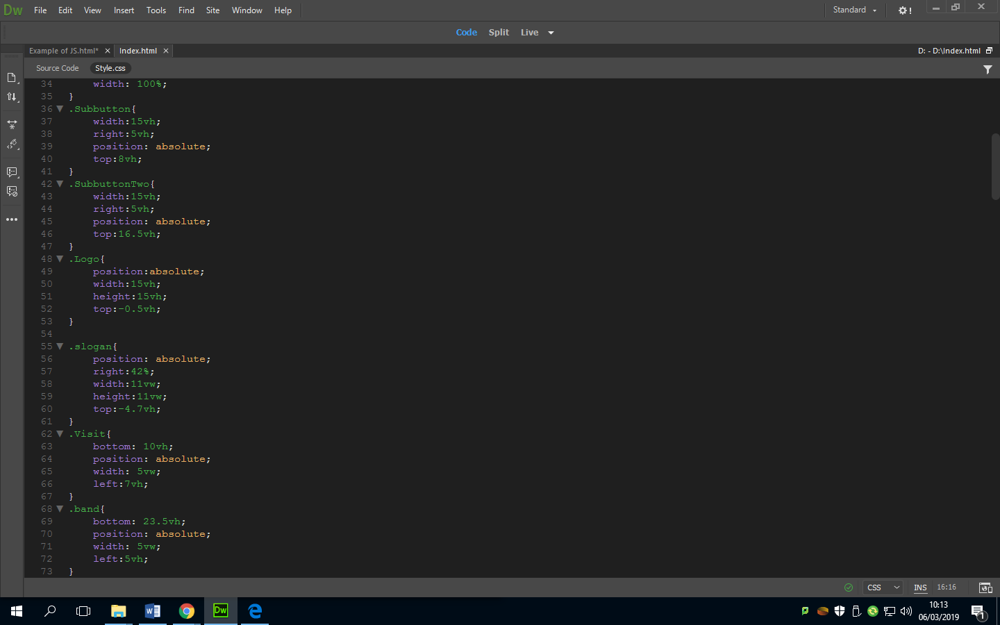 Dw File Edit View Insert Tools Find Site Window Help Standard
Code Split Live
Example of JS.html* Index.html D: - D:\Index.html
Source Code Style.css
34 width: 100%;
35 }
36 .Subbutton{
37 width:15vh;
38 right:5vh;
39 position: absolute;
40 top:8vh;
41 }
42 .SubbuttonTwo{
43 width:15vh;
44 right:5vh;
45 position: absolute;
46 top:16.5vh;
47 }
48 .Logo{
49 position:absolute;
50 width:15vh;
51 height:15vh;
52 top:-0.5vh;
53 }
54
55 .slogan{
56 position: absolute;
57 right:42%;
58 width:11vw;
59 height:11vw;
60 top:-4.7vh;
61 }
62 .Visit{
63 bottom: 10vh;
64 position: absolute;
65 width: 5vw;
66 left:7vh;
67 }
68 .band{
69 bottom: 23.5vh;
70 position: absolute;
71 width: 5vw;
72 left:5vh;
73 }
CSS INS 16:16
Dw 10:13
06/03/2019 1